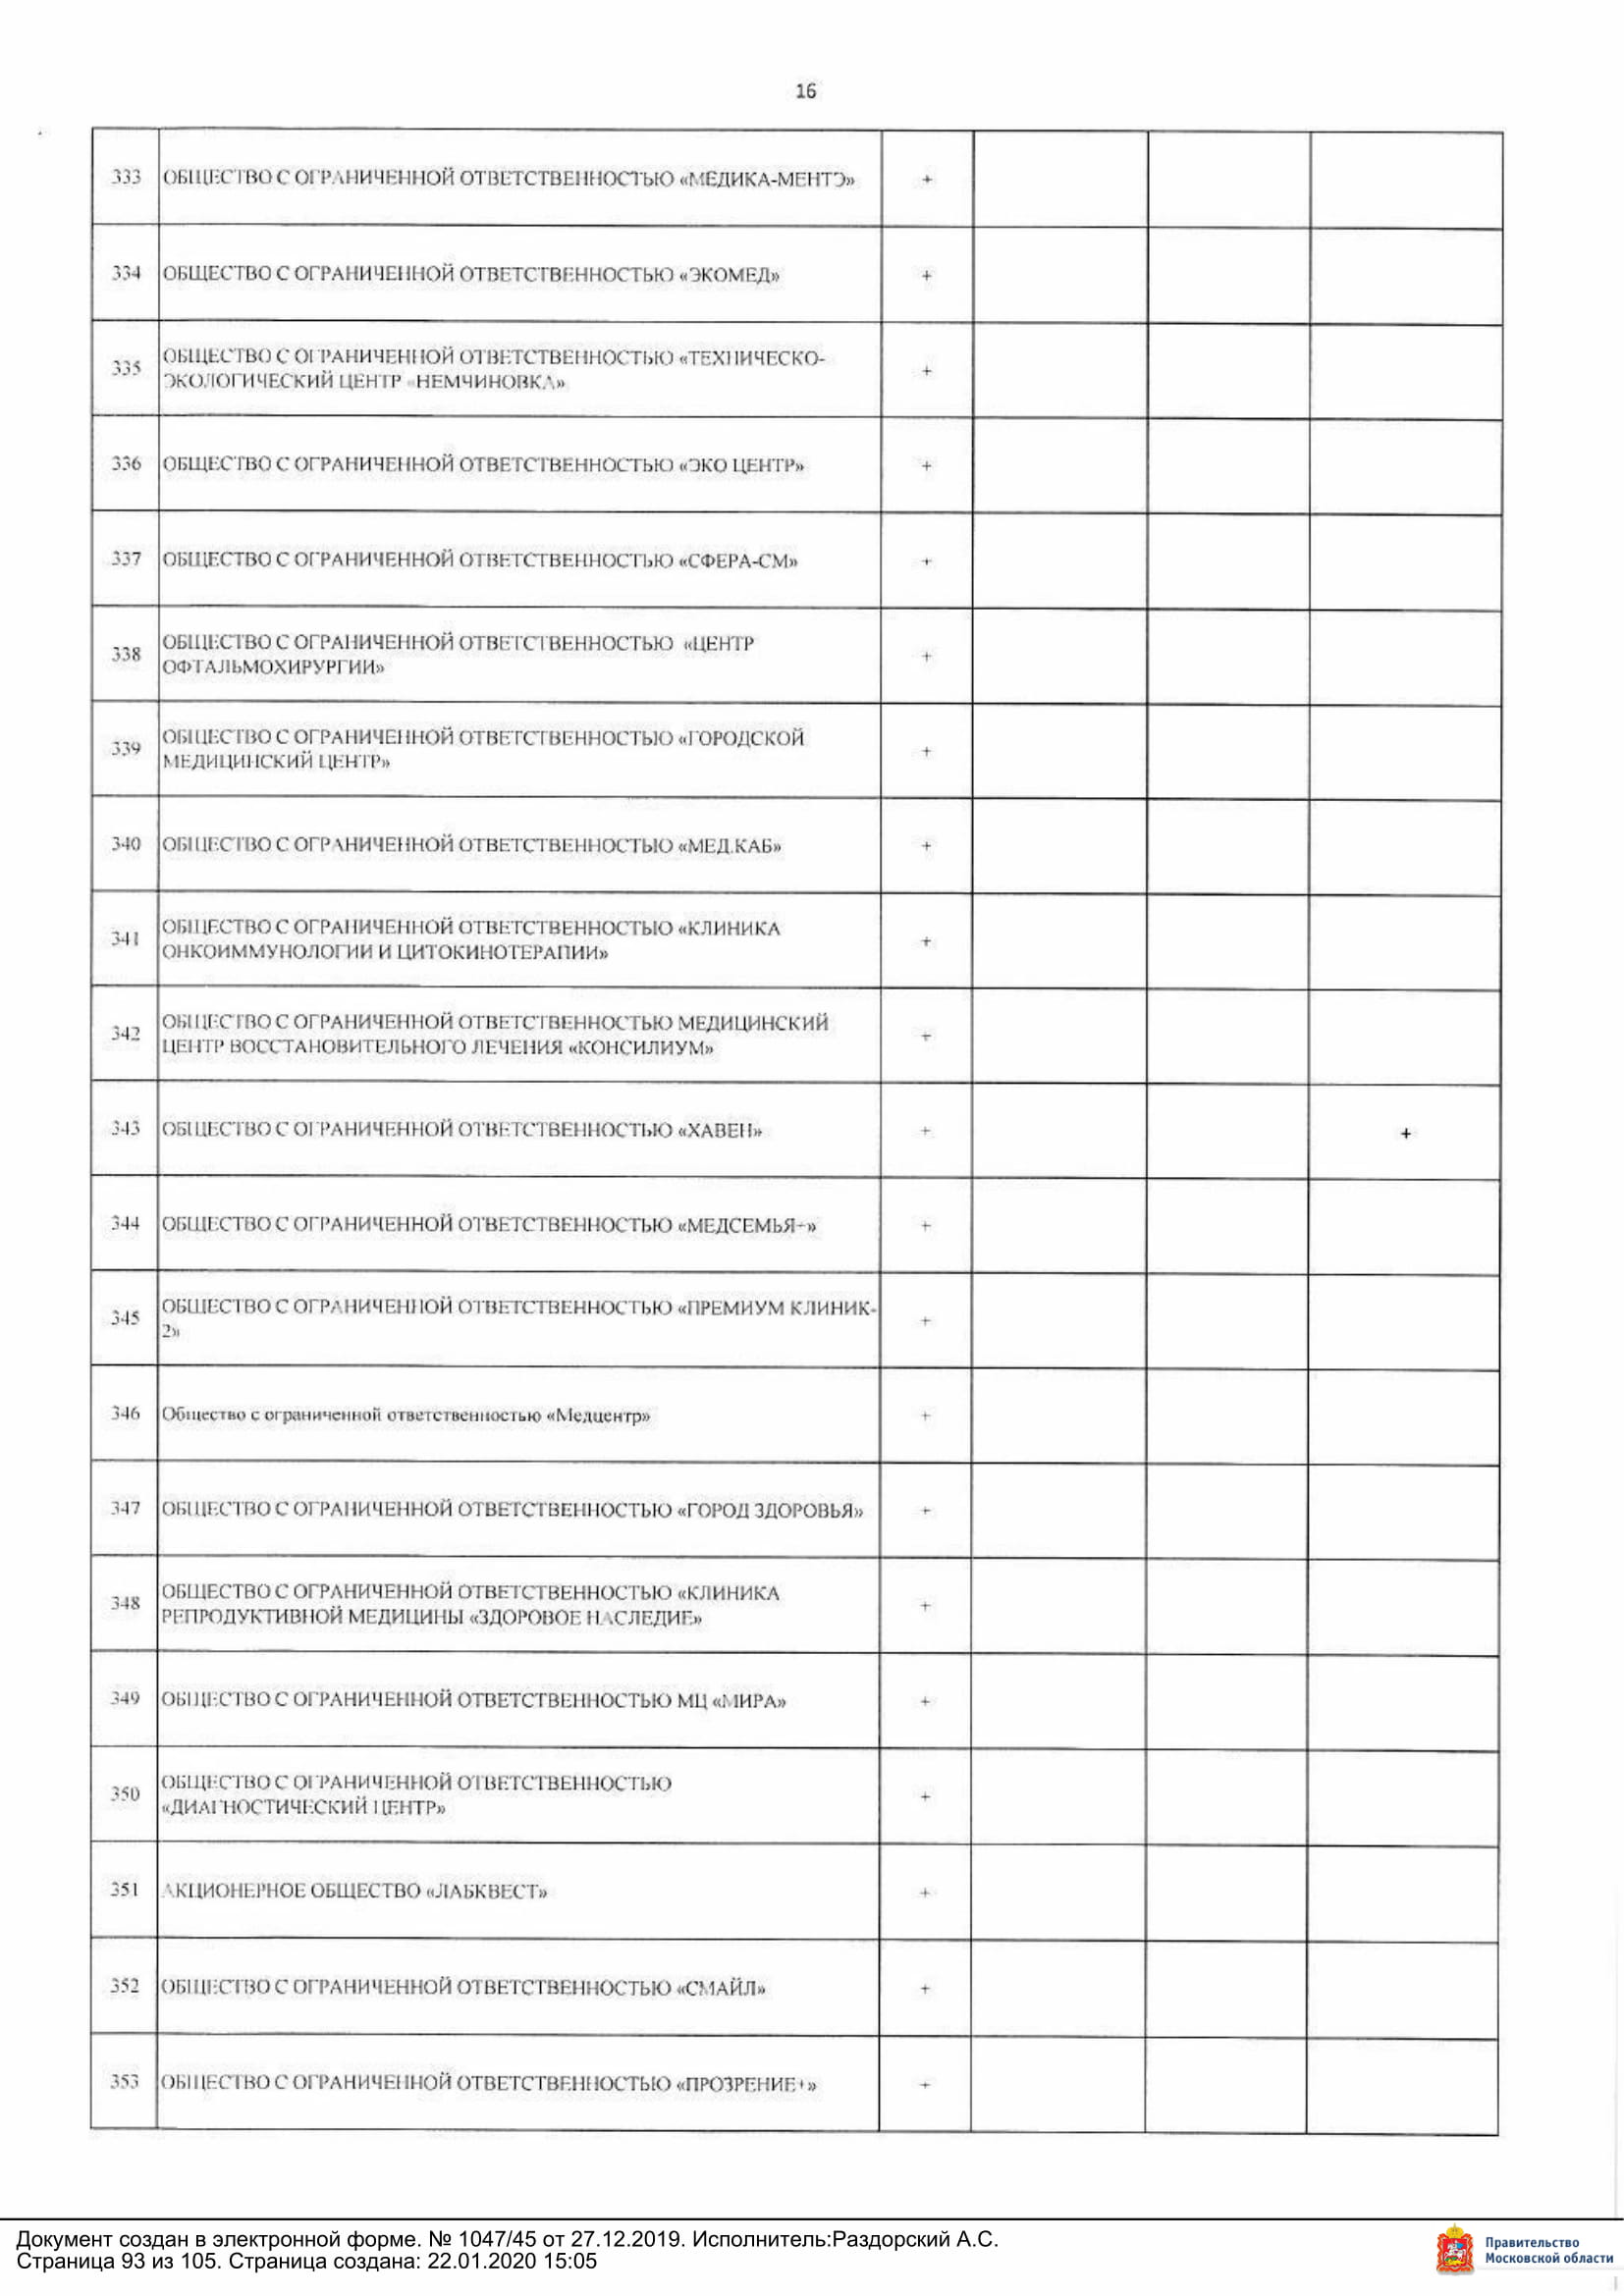 16
333 ОБЩЕСТВО С ОГРАНИЧЕННОЙ ОТВЕТСТВЕННОСТЬЮ «МЕДИКА-МЕНТЭ» +
334 ОБЩЕСТВО С ОГРАНИЧЕННОЙ ОТВЕТСТВЕННОСТЬЮ «ЭКОМЕД» +
335 ОБЩЕСТВО С ОГРАНИЧЕННОЙ ОТВЕТСТВЕННОСТЬЮ «ТЕХНИЧЕСКО-
ЭКОЛОГИЧЕСКИЙ ЦЕНТР «НЕМЧИНОВКА» +
336 ОБЩЕСТВО С ОГРАНИЧЕННОЙ ОТВЕТСТВЕННОСТЬЮ «ЭКО ЦЕНТР» +
337 ОБЩЕСТВО С ОГРАНИЧЕННОЙ ОТВЕТСТВЕННОСТЬЮ «СФЕРА-СМ» +
338 ОБЩЕСТВО С ОГРАНИЧЕННОЙ ОТВЕТСТВЕННОСТЬЮ «ЦЕНТР
ОФТАЛЬМОХИРУРГИИ» +
339 ОБЩЕСТВО С ОГРАНИЧЕННОЙ ОТВЕТСТВЕННОСТЬЮ «ГОРОДСКОЙ
МЕДИЦИНСКИЙ ЦЕНТР» +
340 ОБЩЕСТВО С ОГРАНИЧЕННОЙ ОТВЕТСТВЕННОСТЬЮ «МЕД.КАБ» +
341 ОБЩЕСТВО С ОГРАНИЧЕННОЙ ОТВЕТСТВЕННОСТЬЮ «КЛИНИКА
ОНКОИММУНОЛОГИИ И ЦИТОКИНОТЕРАПИИ» +
342 ОБЩЕСТВО С ОГРАНИЧЕННОЙ ОТВЕТСТВЕННОСТЬЮ МЕДИЦИНСКИЙ
ЦЕНТР ВОССТАНОВИТЕЛЬНОГО ЛЕЧЕНИЯ «КОНСИЛИУМ» +
343 ОБЩЕСТВО С ОГРАНИЧЕННОЙ ОТВЕТСТВЕННОСТЬЮ «ХАВЕН» + +
344 ОБЩЕСТВО С ОГРАНИЧЕННОЙ ОТВЕТСТВЕННОСТЬЮ «МЕДСЕМЬЯ+» +
345 ОБЩЕСТВО С ОГРАНИЧЕННОЙ ОТВЕТСТВЕННОСТЬЮ «ПРЕМИУМ КЛИНИК-
2» +
346 Общество с ограниченной ответственностью «Медцентр» +
347 ОБЩЕСТВО С ОГРАНИЧЕННОЙ ОТВЕТСТВЕННОСТЬЮ «ГОРОД ЗДОРОВЬЯ» +
348 ОБЩЕСТВО С ОГРАНИЧЕННОЙ ОТВЕТСТВЕННОСТЬЮ «КЛИНИКА
РЕПРОДУКТИВНОЙ МЕДИЦИНЫ «ЗДОРОВОЕ НАСЛЕДИЕ» +
349 ОБЩЕСТВО С ОГРАНИЧЕННОЙ ОТВЕТСТВЕННОСТЬЮ МЦ «МИРА» +
350 ОБЩЕСТВО С ОГРАНИЧЕННОЙ ОТВЕТСТВЕННОСТЬЮ
«ДИАГНОСТИЧЕСКИЙ ЦЕНТР» +
351 АКЦИОНЕРНОЕ ОБЩЕСТВО «ЛАБКВЕСТ» +
352 ОБЩЕСТВО С ОГРАНИЧЕННОЙ ОТВЕТСТВЕННОСТЬЮ «СМАЙЛ» +
353 ОБЩЕСТВО С ОГРАНИЧЕННОЙ ОТВЕТСТВЕННОСТЬЮ «ПРОЗРЕНИЕ+» +
Документ создан в электронной форме. № 1047/45 от 27.12.2019. Исполнитель:Раздорский А.С.
Страница 93 из 105. Страница создана: 22.01.2020 15:05
Правительство
Московской области